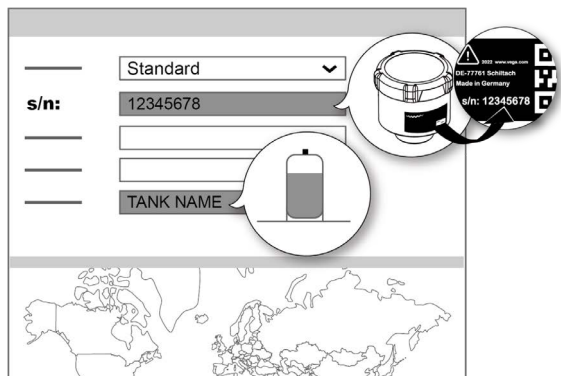 Standard
s/n:
12345678
TANK NAME
2022 www.vega.com
DE-77761 Schiltach
Made in Germany
s/n: 12345678